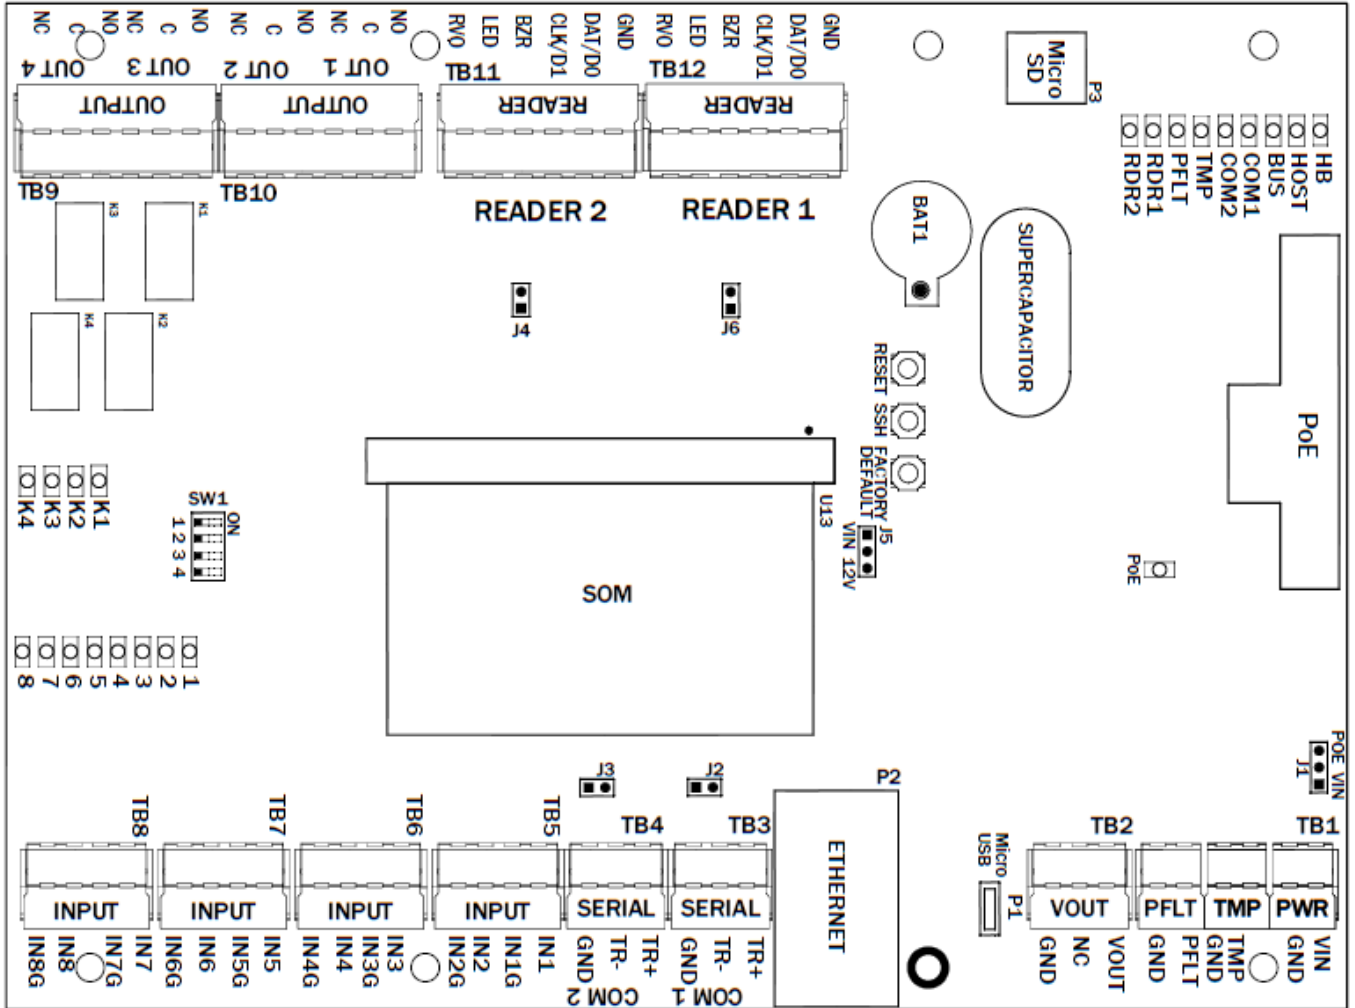 NC C NO NC C NO NC C NO NC C NO
RVO LED BZR CLK/D1 DAT/D0 GND RVO LED BZR CLK/D1 DAT/D0 GND
OUT 4 OUT 3 OUT 2 OUT 1
TB11 TB12
OUTPUT OUTPUT READER READER
Micro SD P3
TB9 TB10
RDR2 RDR1 PFLT TMP COM2 COM1 BUS HOST HB
READER 2 READER 1
K3 K1
BAT1
SUPERCAPACITOR
K4 K2
J4 J6
RESET
SSH
FACTORY DEFAULT
PoE
K4 K3 K2 K1
SW1
ON
1
2
3
4
U13
J5
VIN 12V
SOM
PoE
8 7 6 5 4 3 2 1
J3 J2
P2
POE VIN
J1
TB8 TB7 TB6 TB5 TB4 TB3
TB2 TB1
ETHERNET
Micro USB
P1
INPUT INPUT INPUT INPUT SERIAL SERIAL
VOUT PFLT TMP PWR
IN8G IN8 IN7G IN7 IN6G IN6 IN5G IN5 IN4G IN4 IN3G IN3 IN2G IN2 IN1G IN1
GND TR- TR+ GND TR- TR+
GND NC VOUT GND PFLT GND TMP GND VIN
COM 2 COM 1